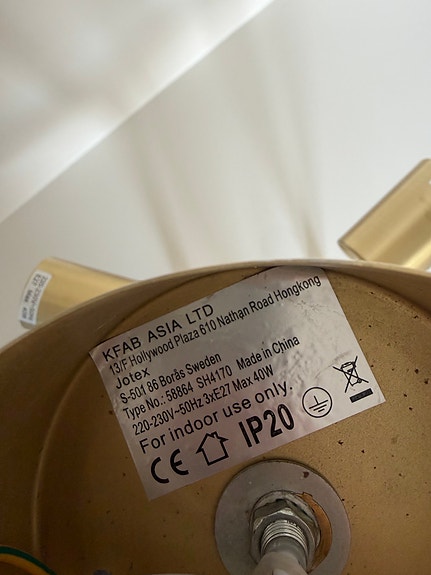 KFAB ASIA LTD
13/F Hollywood Plaza 610 Nathan Road Hongkong
Jotex
S-501 86 Borås Sweden
Type No.: 58864 SH4170 Made in China
220-230V~50Hz 3xE27 Max 40W
For indoor use only.
CE IP20